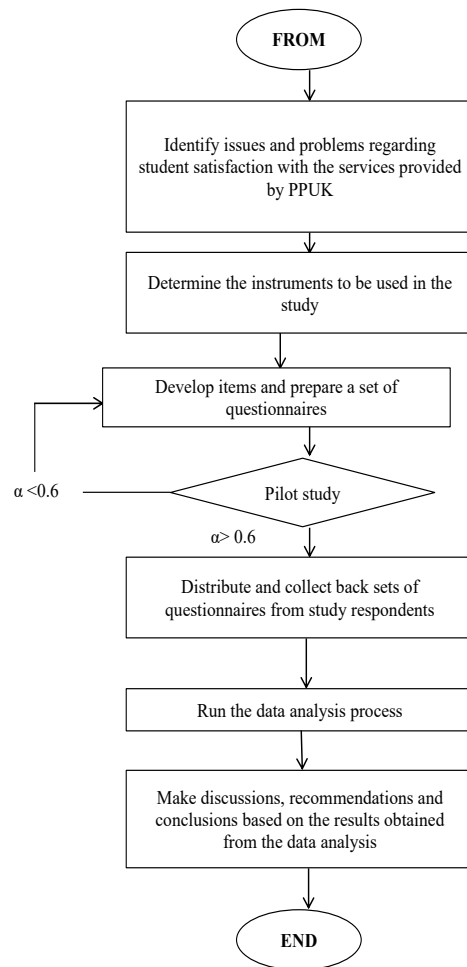 FROM
Identify issues and problems regarding
student satisfaction with the services provided
by PPUK
Determine the instruments to be used in the
study
Develop items and prepare a set of
questionnaires
α <0.6
Pilot study
α> 0.6
Distribute and collect back sets of
questionnaires from study respondents
Run the data analysis process
Make discussions, recommendations and
conclusions based on the results obtained
from the data analysis
END